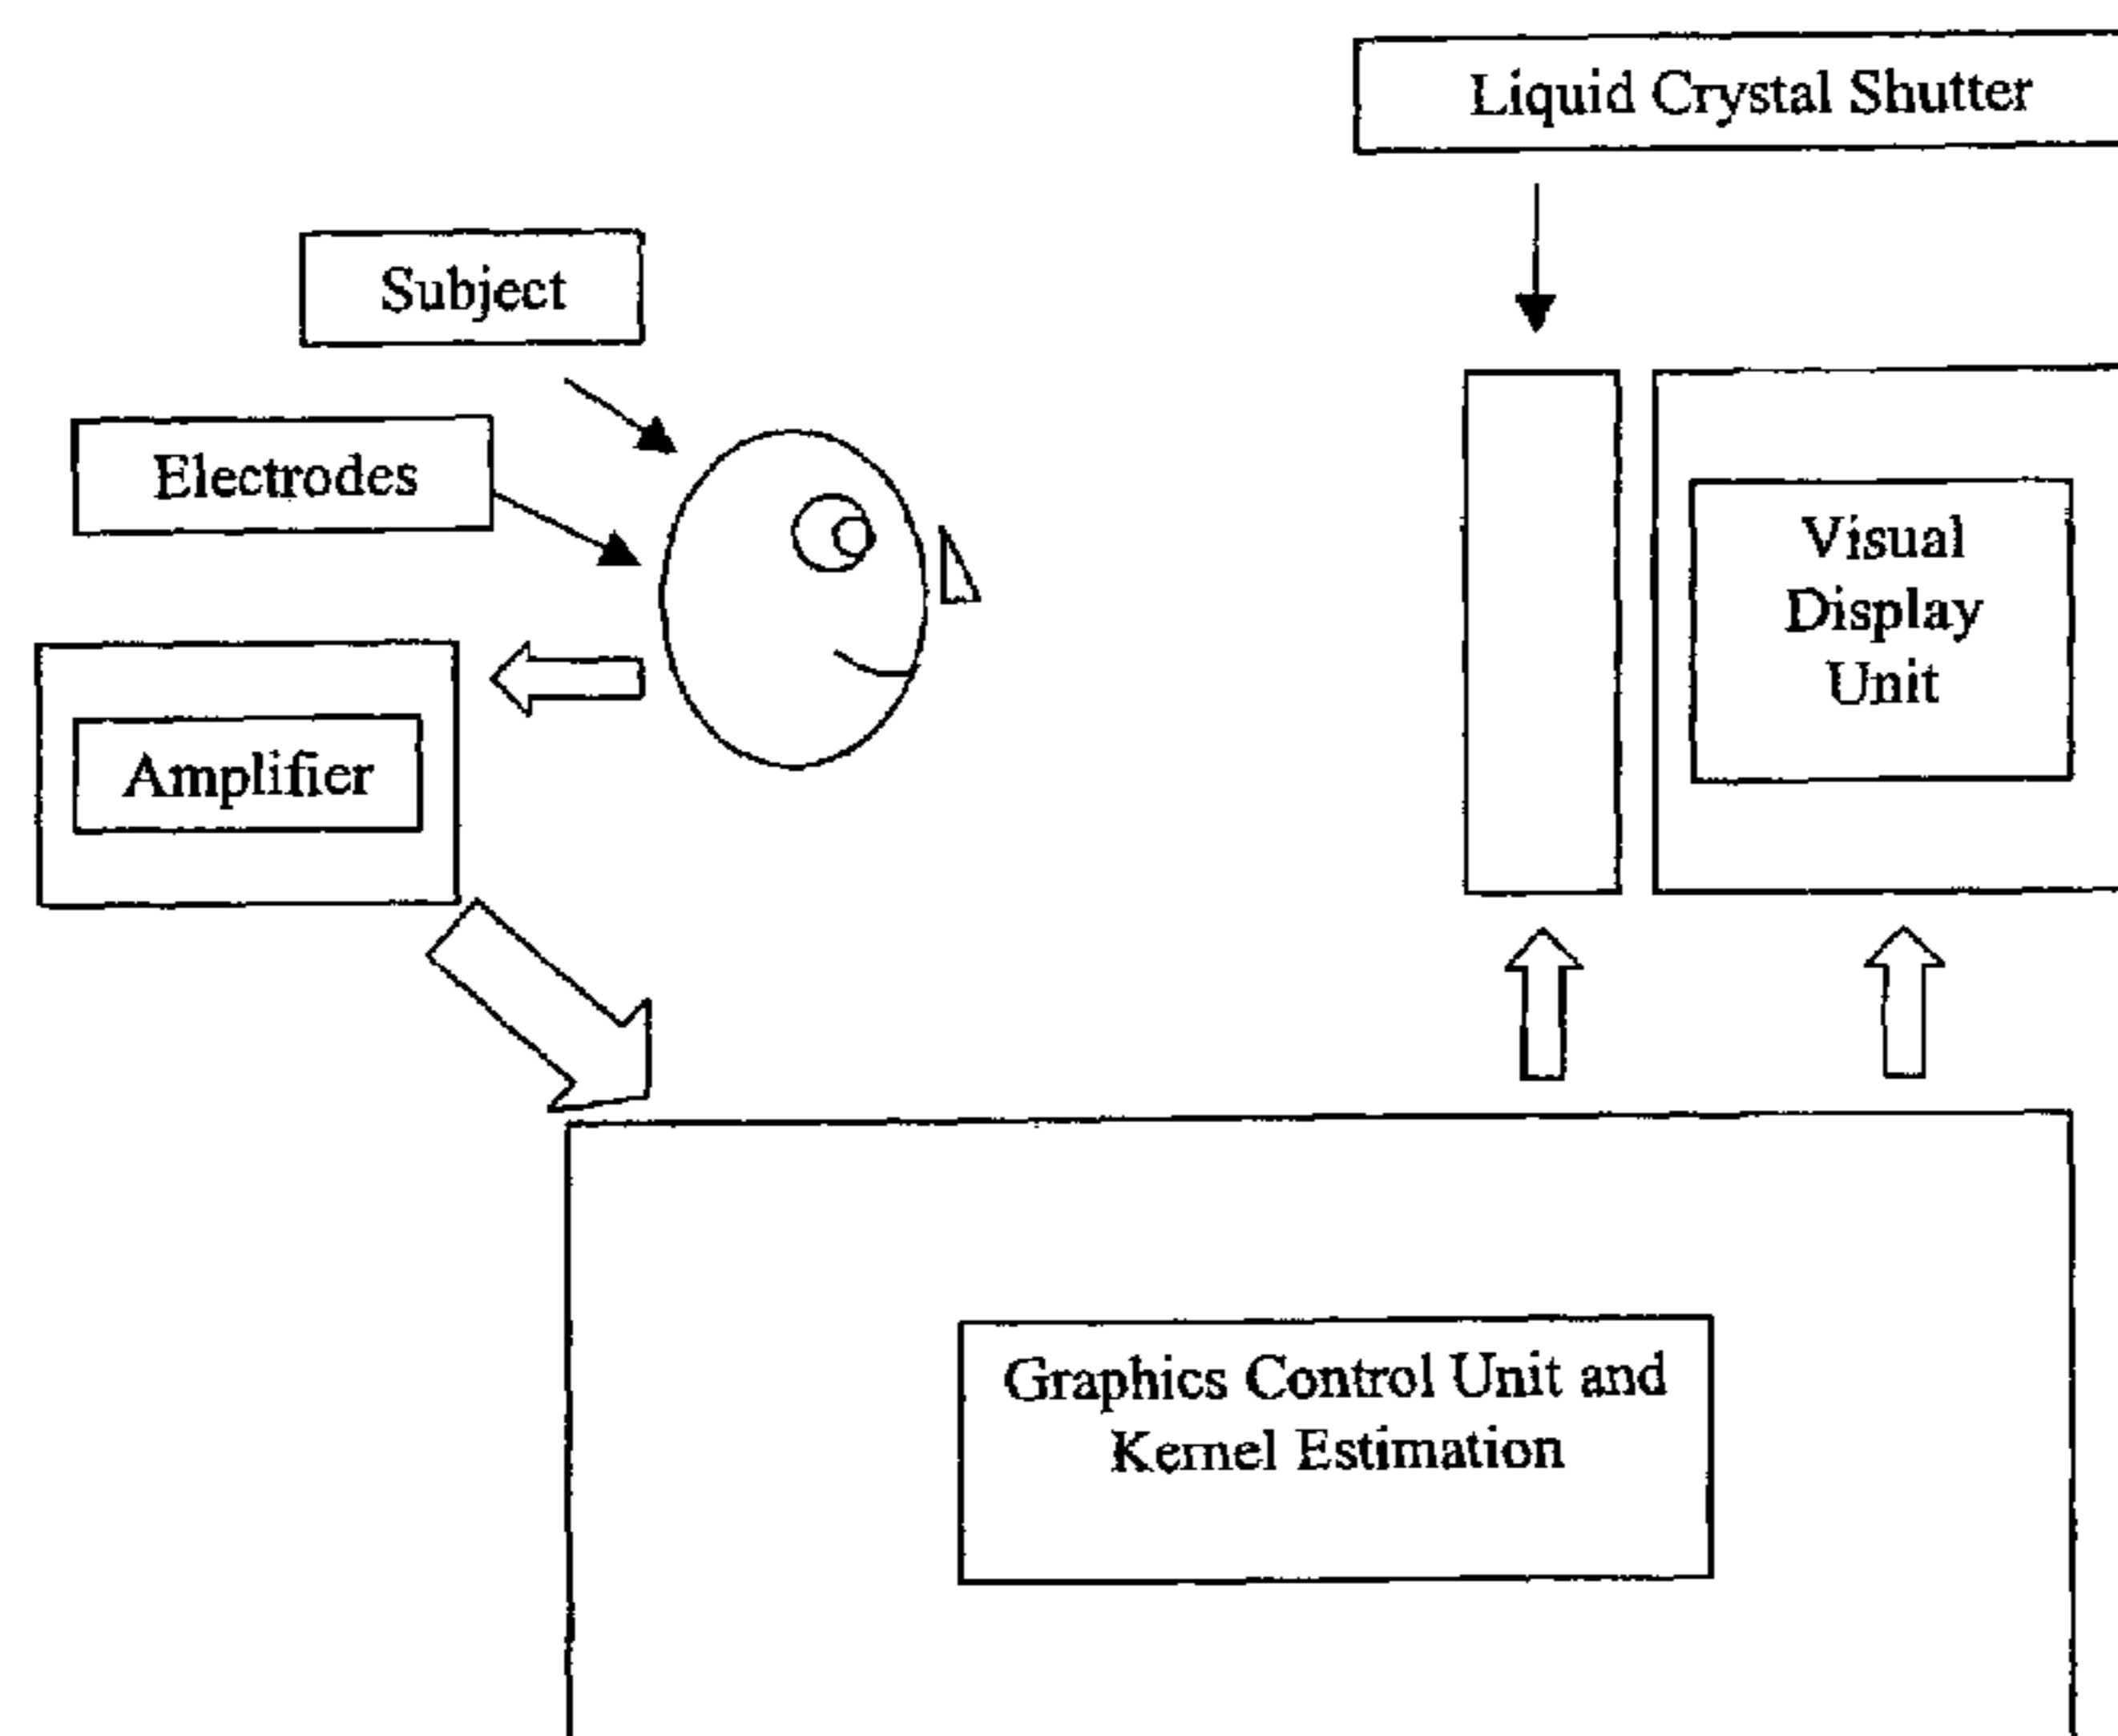 Liquid Crystal Shutter
Subject
Electrodes
Visual
Display
Unit
Amplifier
Graphics Control Unit and
Kernel Estimation